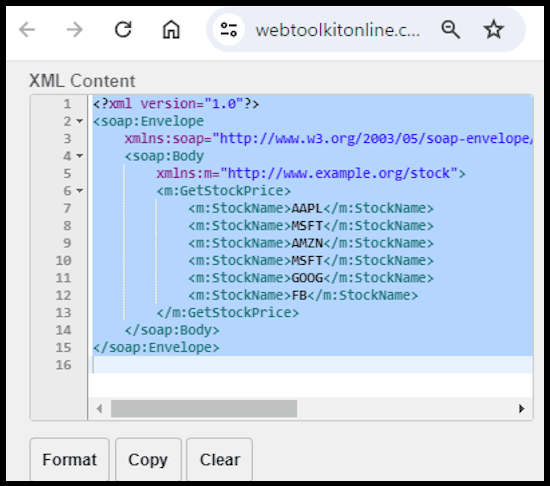 webtoolkitonline.c...
XML Content
1 <?xml version="1.0"?>
2 <soap:Envelope
3 xmlns:soap="http://www.w3.org/2003/05/soap-envelope/
4 <soap:Body
5 xmlns:m="http://www.example.org/stock">
6 <m:GetStockPrice>
7 <m:StockName>AAPL</m:StockName>
8 <m:StockName>MSFT</m:StockName>
9 <m:StockName>AMZN</m:StockName>
10 <m:StockName>MSFT</m:StockName>
11 <m:StockName>GOOG</m:StockName>
12 <m:StockName>FB</m:StockName>
13 </m:GetStockPrice>
14 </soap:Body>
15 </soap:Envelope>
16
Format Copy Clear